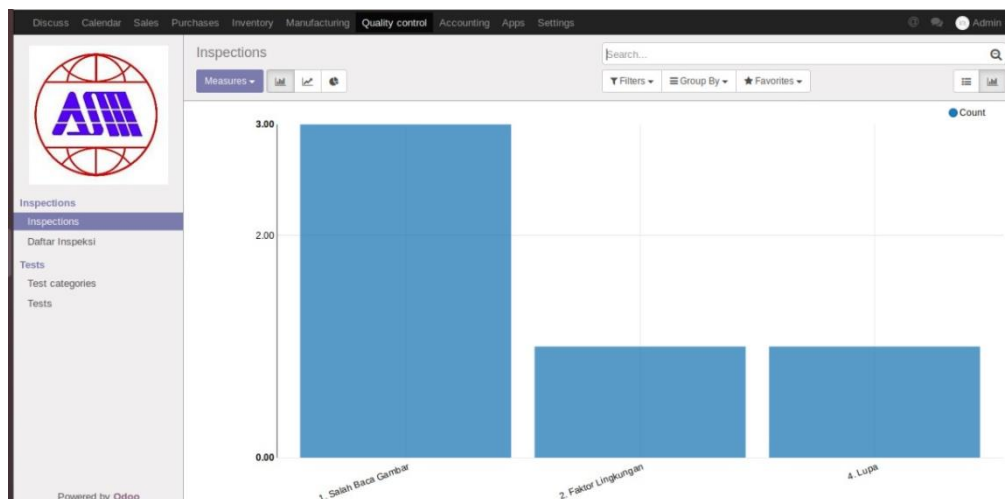 Discuss Calendar Sales Purchases Inventory Manufacturing Quality control Accounting Apps Settings @ Admin
Inspections
Search...
Measures
Filters Group By Favorites
ASM
Inspections
Inspections
Daftar Inspeksi
Tests
Test categories
Tests
Powered by Odoo
Count
3.00
2.00
0.00
1. Salah Baca Gambar
2. Faktor Lingkungan
4. Lupa